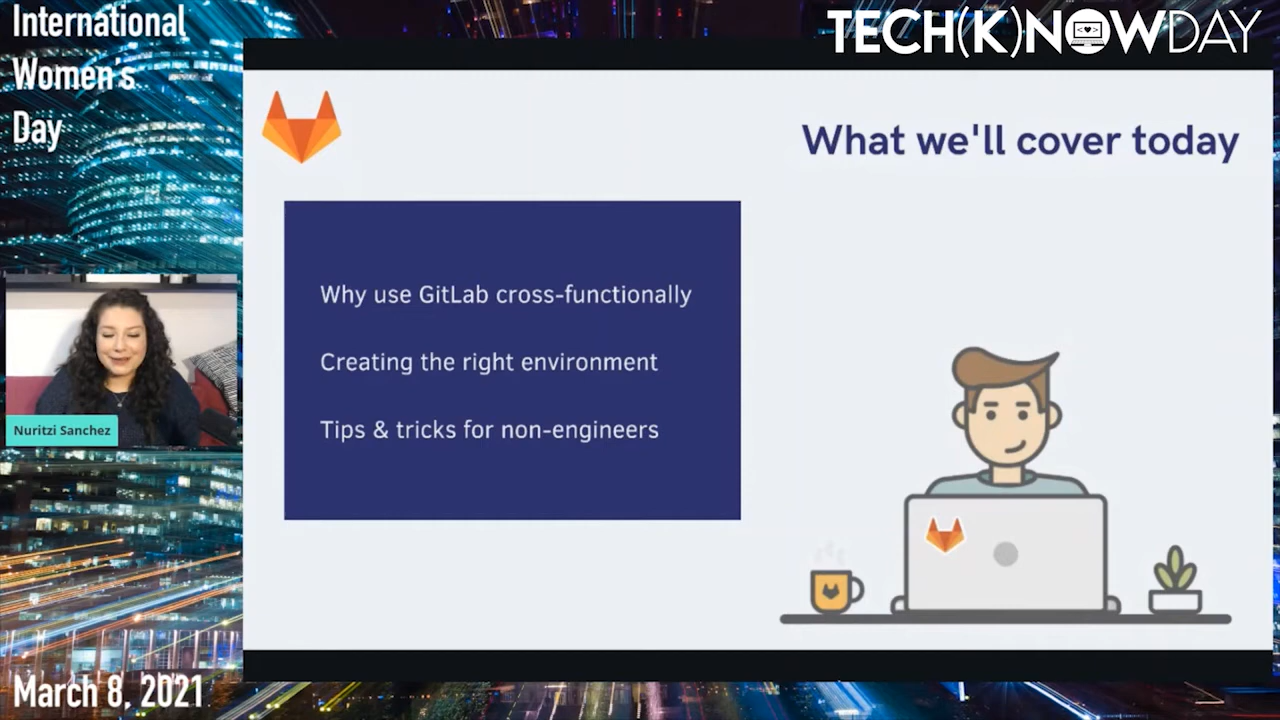 International
Women's
Day
TECH(K)NOWDAY
What we'll cover today
Why use GitLab cross-functionally
Creating the right environment
Tips & tricks for non-engineers
Nuritzi Sanchez
March 8, 2021